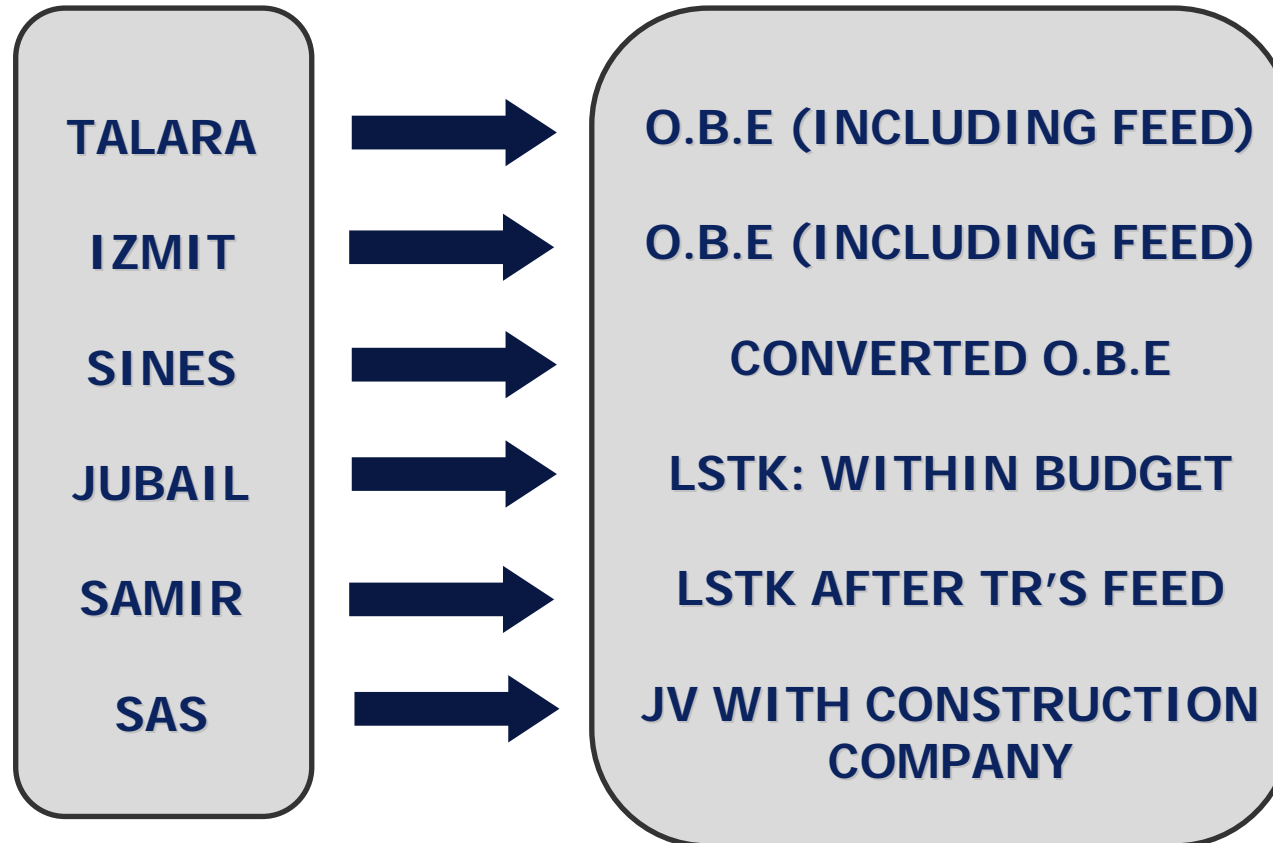 TALARA
O.B.E (INCLUDING FEED)
IZMIT
O.B.E (INCLUDING FEED)
SINES
CONVERTED O.B.E
JUBAIL
LSTK: WITHIN BUDGET
SAMIR
LSTK AFTER TR'S FEED
SAS
JV WITH CONSTRUCTION
COMPANY